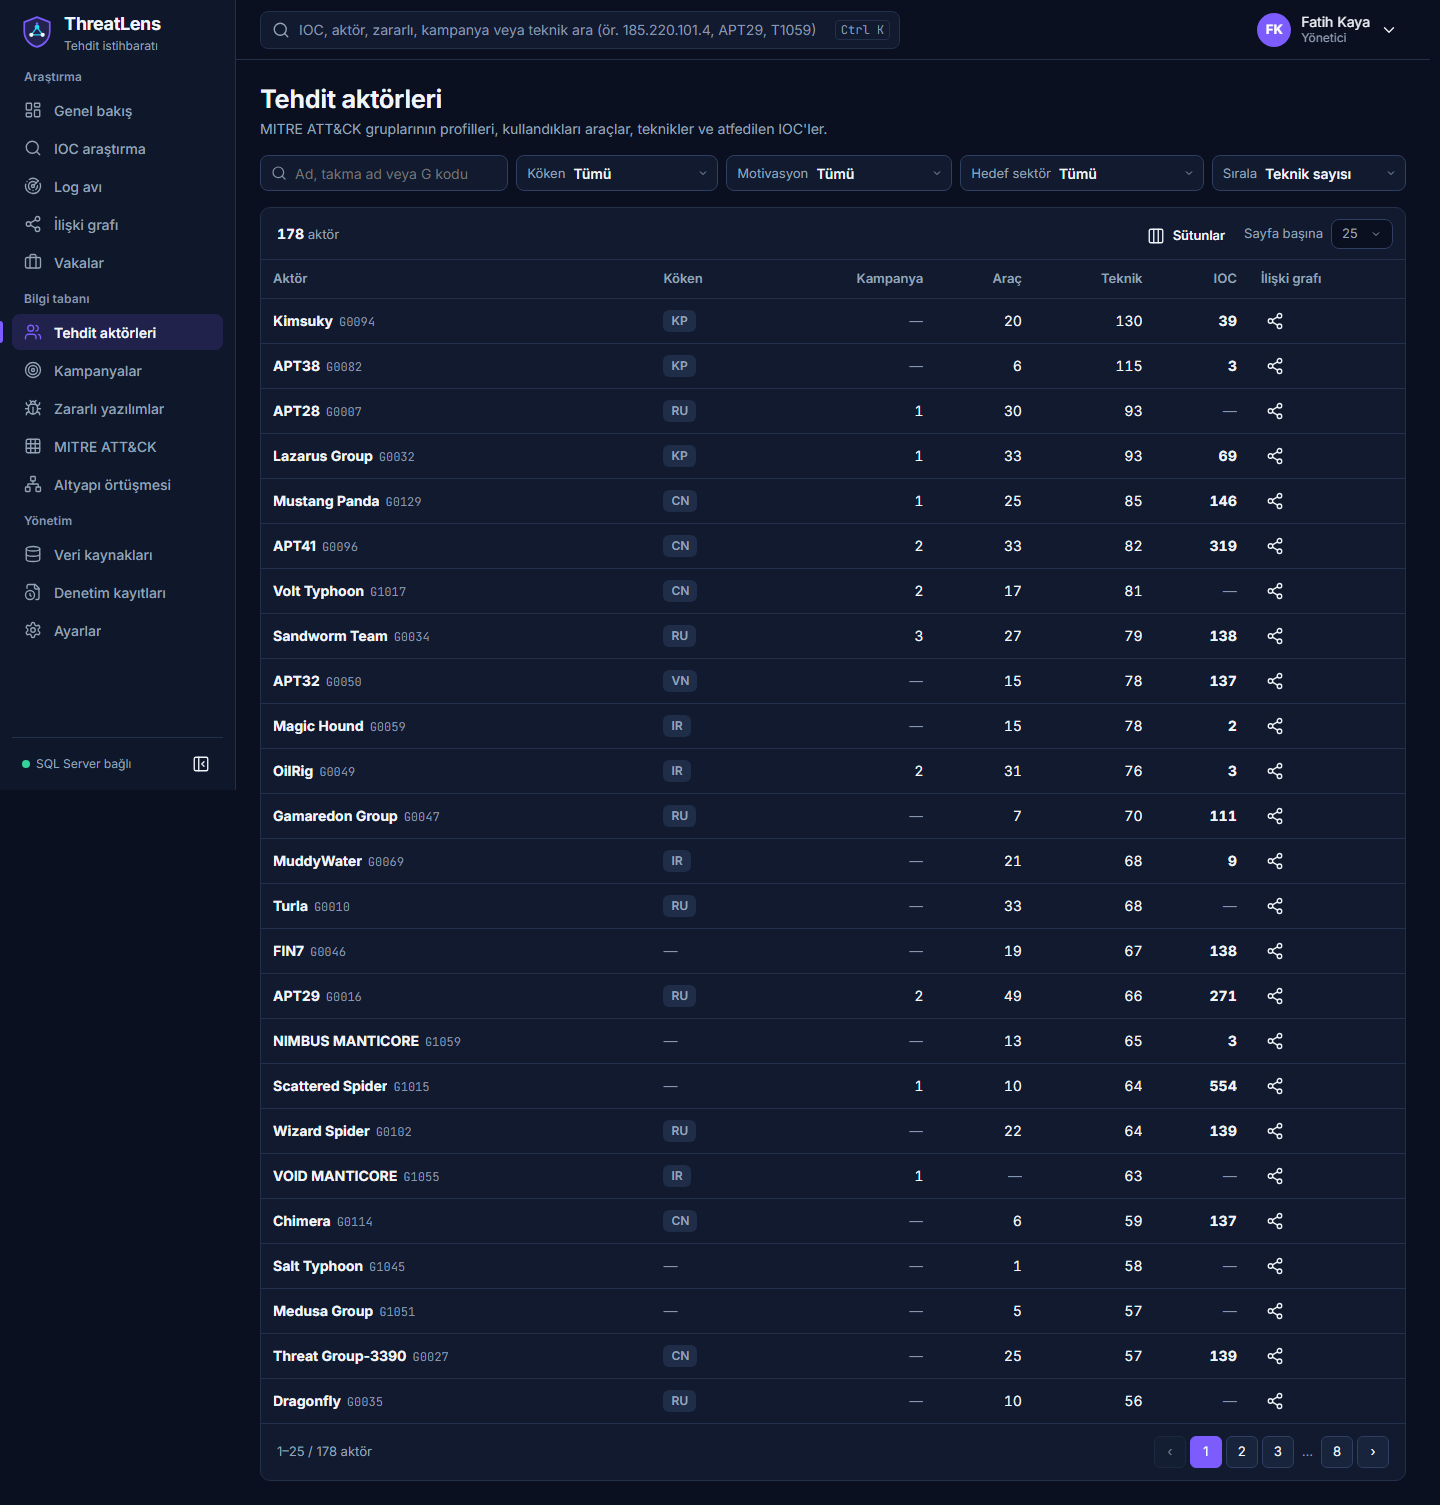 ThreatLens
Tehdit istihbaratı
Araştırma
Genel bakış
IOC araştırma
Log avı
İlişki grafı
Vakalar
Bilgi tabanı
Tehdit aktörleri
Kampanyalar
Zararlı yazılımlar
MITRE ATT&CK
Altyapı örtüşmesi
Yönetim
Veri kaynakları
Denetim kayıtları
Ayarlar
SQL Server bağlı
IOC, aktör, zararlı, kampanya veya teknik ara (ör. 185.220.101.4, APT29, T1059) Ctrl K
FK Fatih Kaya
Yönetici
Tehdit aktörleri
MITRE ATT&CK gruplarının profilleri, kullandıkları araçlar, teknikler ve atfedilen IOC'ler.
Ad, takma ad veya G kodu Köken Tümü Motivasyon Tümü Hedef sektör Tümü Sırala Teknik sayısı
178 aktör Sütunlar Sayfa başına 25
Aktör Köken Kampanya Araç Teknik IOC İlişki grafı
Kimsuky G0094 KP — 20 130 39
APT38 G0082 KP — 6 115 3
APT28 G0007 RU 1 30 93 —
Lazarus Group G0032 KP 1 33 93 69
Mustang Panda G0129 CN 1 25 85 146
APT41 G0096 CN 2 33 82 319
Volt Typhoon G1017 CN 2 17 81 —
Sandworm Team G0034 RU 3 27 79 138
APT32 G0050 VN — 15 78 137
Magic Hound G0059 IR — 15 78 2
OilRig G0049 IR 2 31 76 3
Gamaredon Group G0047 RU — 7 70 111
MuddyWater G0069 IR — 21 68 9
Turla G0010 RU — 33 68 —
FIN7 G0046 — — 19 67 138
APT29 G0016 RU 2 49 66 271
NIMBUS MANTICORE G1059 — — 13 65 3
Scattered Spider G1015 — 1 10 64 554
Wizard Spider G0102 RU — 22 64 139
VOID MANTICORE G1055 IR 1 — 63 —
Chimera G0114 CN — 6 59 137
Salt Typhoon G1045 — — 1 58 —
Medusa Group G1051 — — 5 57 —
Threat Group-3390 G0027 CN — 25 57 139
Dragonfly G0035 RU — 10 56 —
1–25 / 178 aktör ‹ 1 2 3 … 8 ›